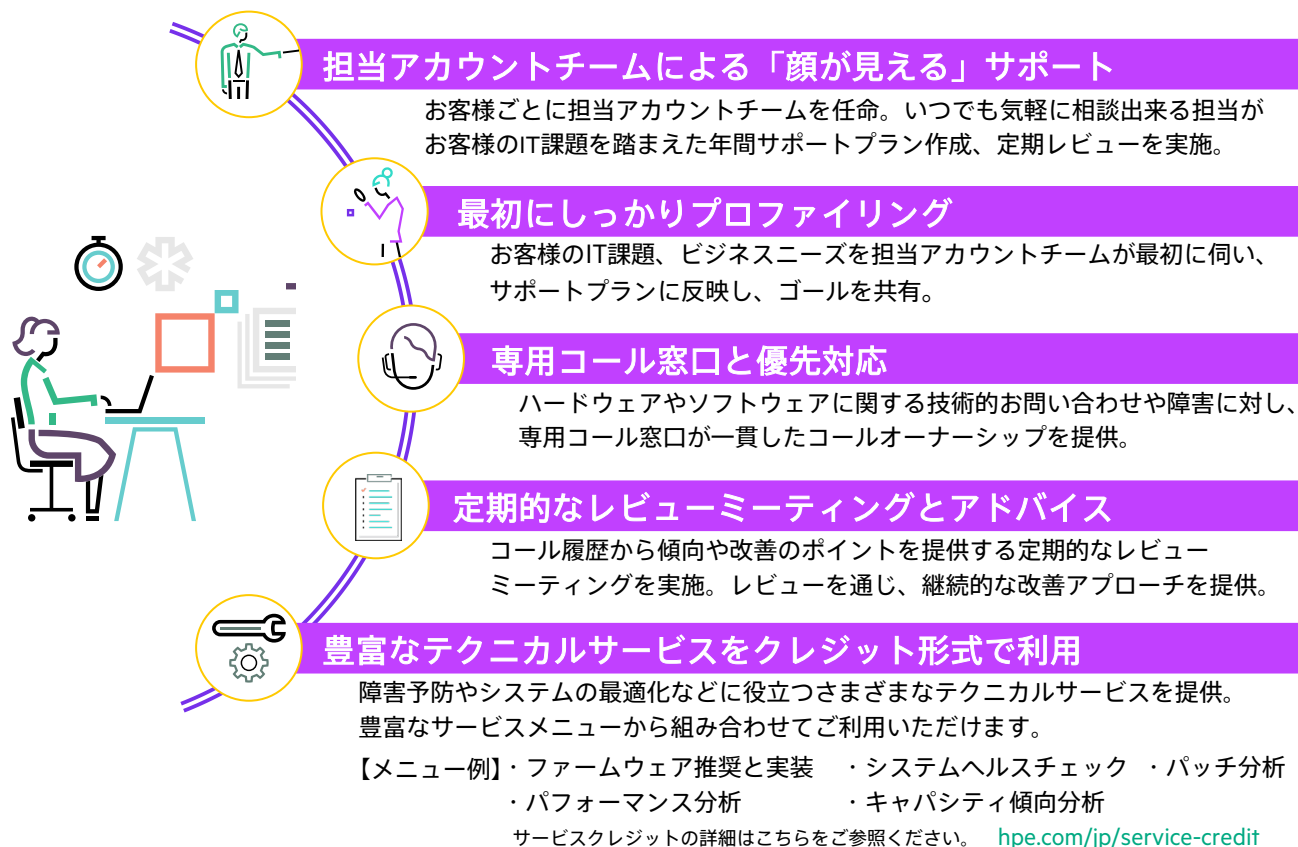 担当アカウントチームによる「顔が見える」サポート
お客様ごとに担当アカウントチームを任命。いつでも気軽に相談出来る担当が
お客様のIT課題を踏まえた年間サポートプラン作成、定期レビューを実施。
最初にしっかりプロファイリング
お客様のIT課題、ビジネスニーズを担当アカウントチームが最初に伺い、
サポートプランに反映し、ゴールを共有。
専用コール窓口と優先対応
ハードウェアやソフトウェアに関する技術的お問い合わせや障害に対し、
専用コール窓口が一貫したコールオーナーシップを提供。
定期的なレビューミーティングとアドバイス
コール履歴から傾向や改善のポイントを提供する定期的なレビュー
ミーティングを実施。レビューを通じ、継続的な改善アプローチを提供。
豊富なテクニカルサービスをクレジット形式で利用
障害予防やシステムの最適化などに役立つさまざまなテクニカルサービスを提供。
豊富なサービスメニューから組み合わせてご利用いただけます。
【メニュー例】・ファームウェア推奨と実装 ・システムヘルスチェック ・パッチ分析
・パフォーマンス分析 ・キャパシティ傾向分析
サービスクレジットの詳細はこちらをご参照ください。 hpe.com/jp/service-credit